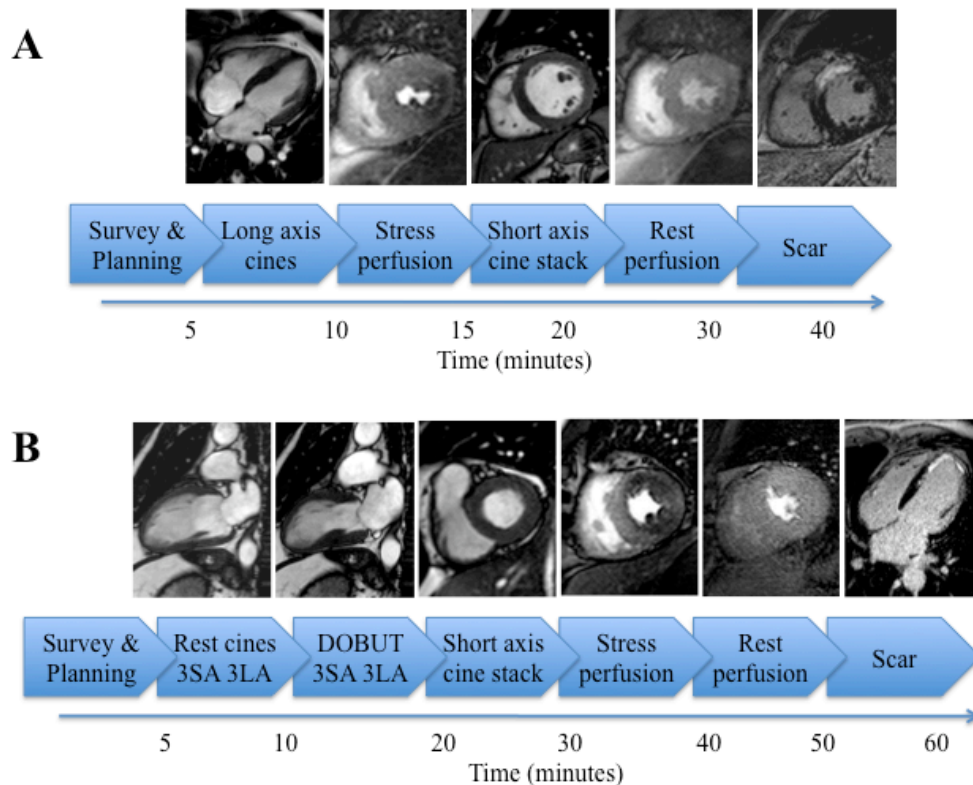 A
Survey &
Planning
Long axis
cines
Stress
perfusion
Short axis
cine stack
Rest
perfusion
Scar
5 10 15 20 30 40
Time (minutes)
B
Survey &
Planning
Rest cines
3SA 3LA
DOBUT
3SA 3LA
Short axis
cine stack
Stress
perfusion
Rest
perfusion
Scar
5 10 20 30 40 50 60
Time (minutes)